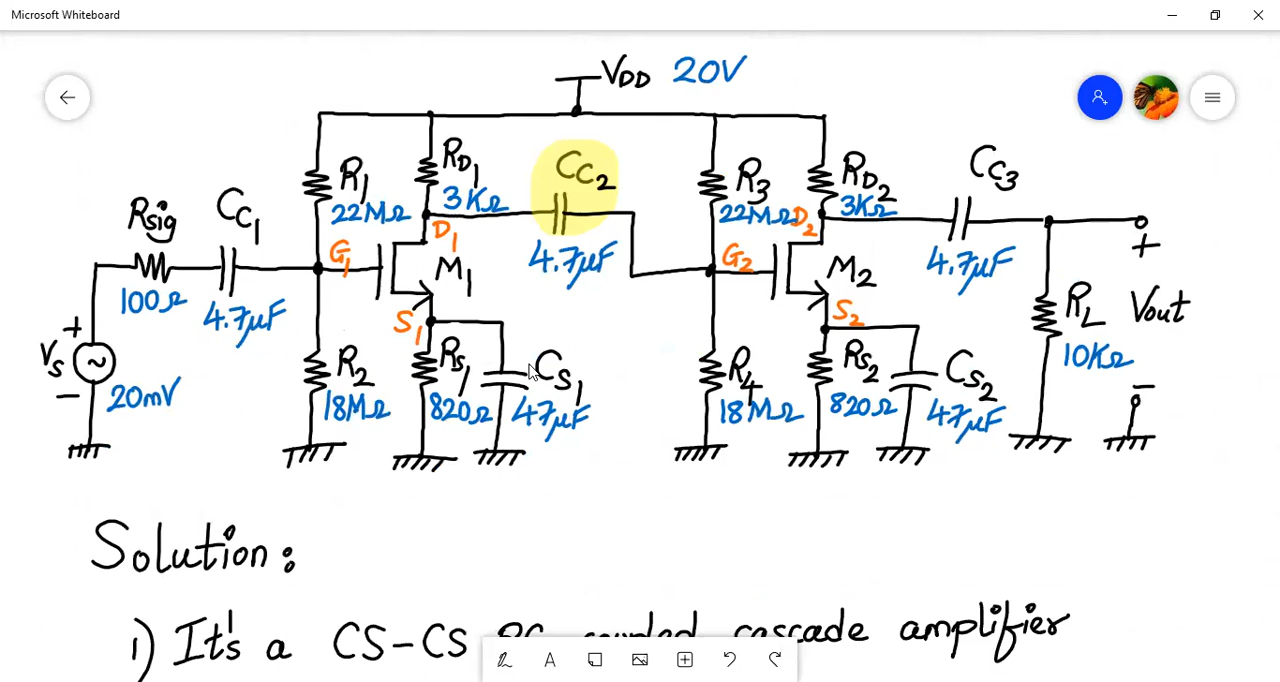 Microsoft Whiteboard
VDD 20V
R1 22MΩ
RD1 3KΩ
CC2 4.7μF
R3 22MΩ
RD2 3KΩ
CC3 4.7μF
Rsig 100Ω
CC1 4.7μF
G1
D1
M1
S1
G2
D2
M2
S2
+
Vs
−
20mV
R2 18MΩ
RS1 820Ω
CS1 47μF
R4 18MΩ
RS2 820Ω
CS2 47μF
RL 10KΩ
+
Vout
−
Solution:
1) It's a CS-CS RC coupled cascade amplifier
A